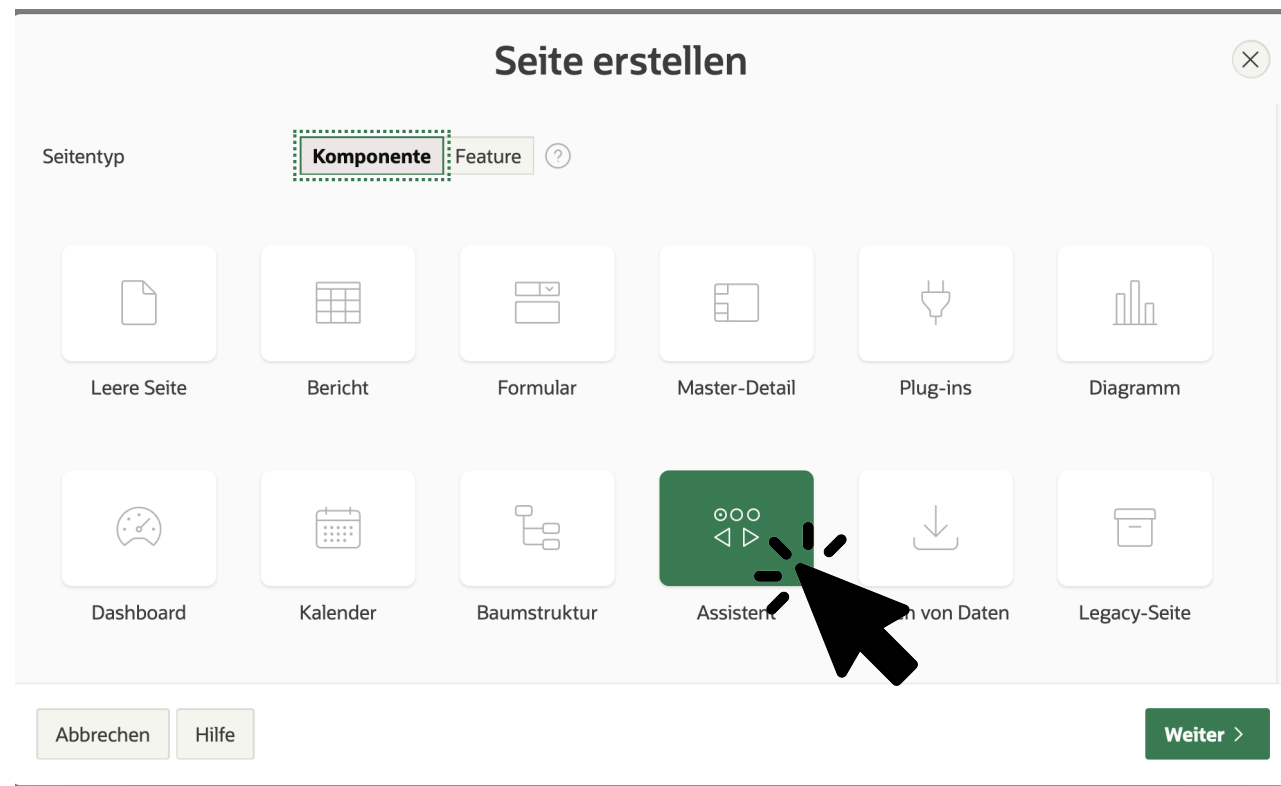 Seite erstellen
Seitentyp
Komponente Feature ?
Leere Seite Bericht Formular Master-Detail Plug-ins Diagramm
Dashboard Kalender Baumstruktur Assistent von Daten Legacy-Seite
Abbrechen Hilfe Weiter >